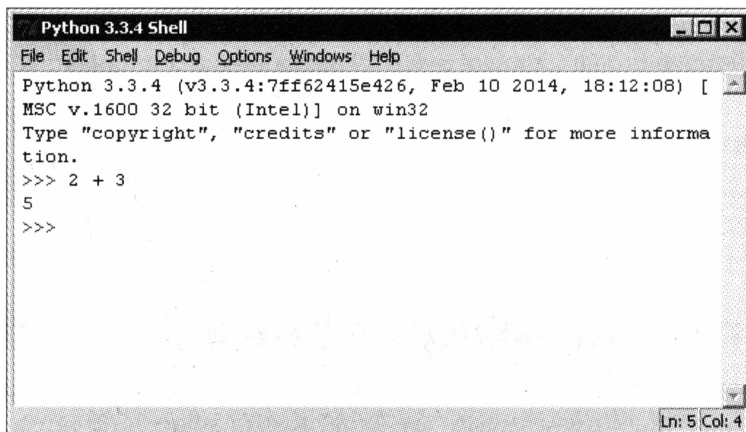 Python 3.3.4 Shell
File Edit Shell Debug Options Windows Help
Python 3.3.4 (v3.3.4:7ff62415e426, Feb 10 2014, 18:12:08) [
MSC v.1600 32 bit (Intel)] on win32
Type "copyright", "credits" or "license()" for more informa
tion.
>>> 2 + 3
5
>>>
Ln: 5 Col: 4